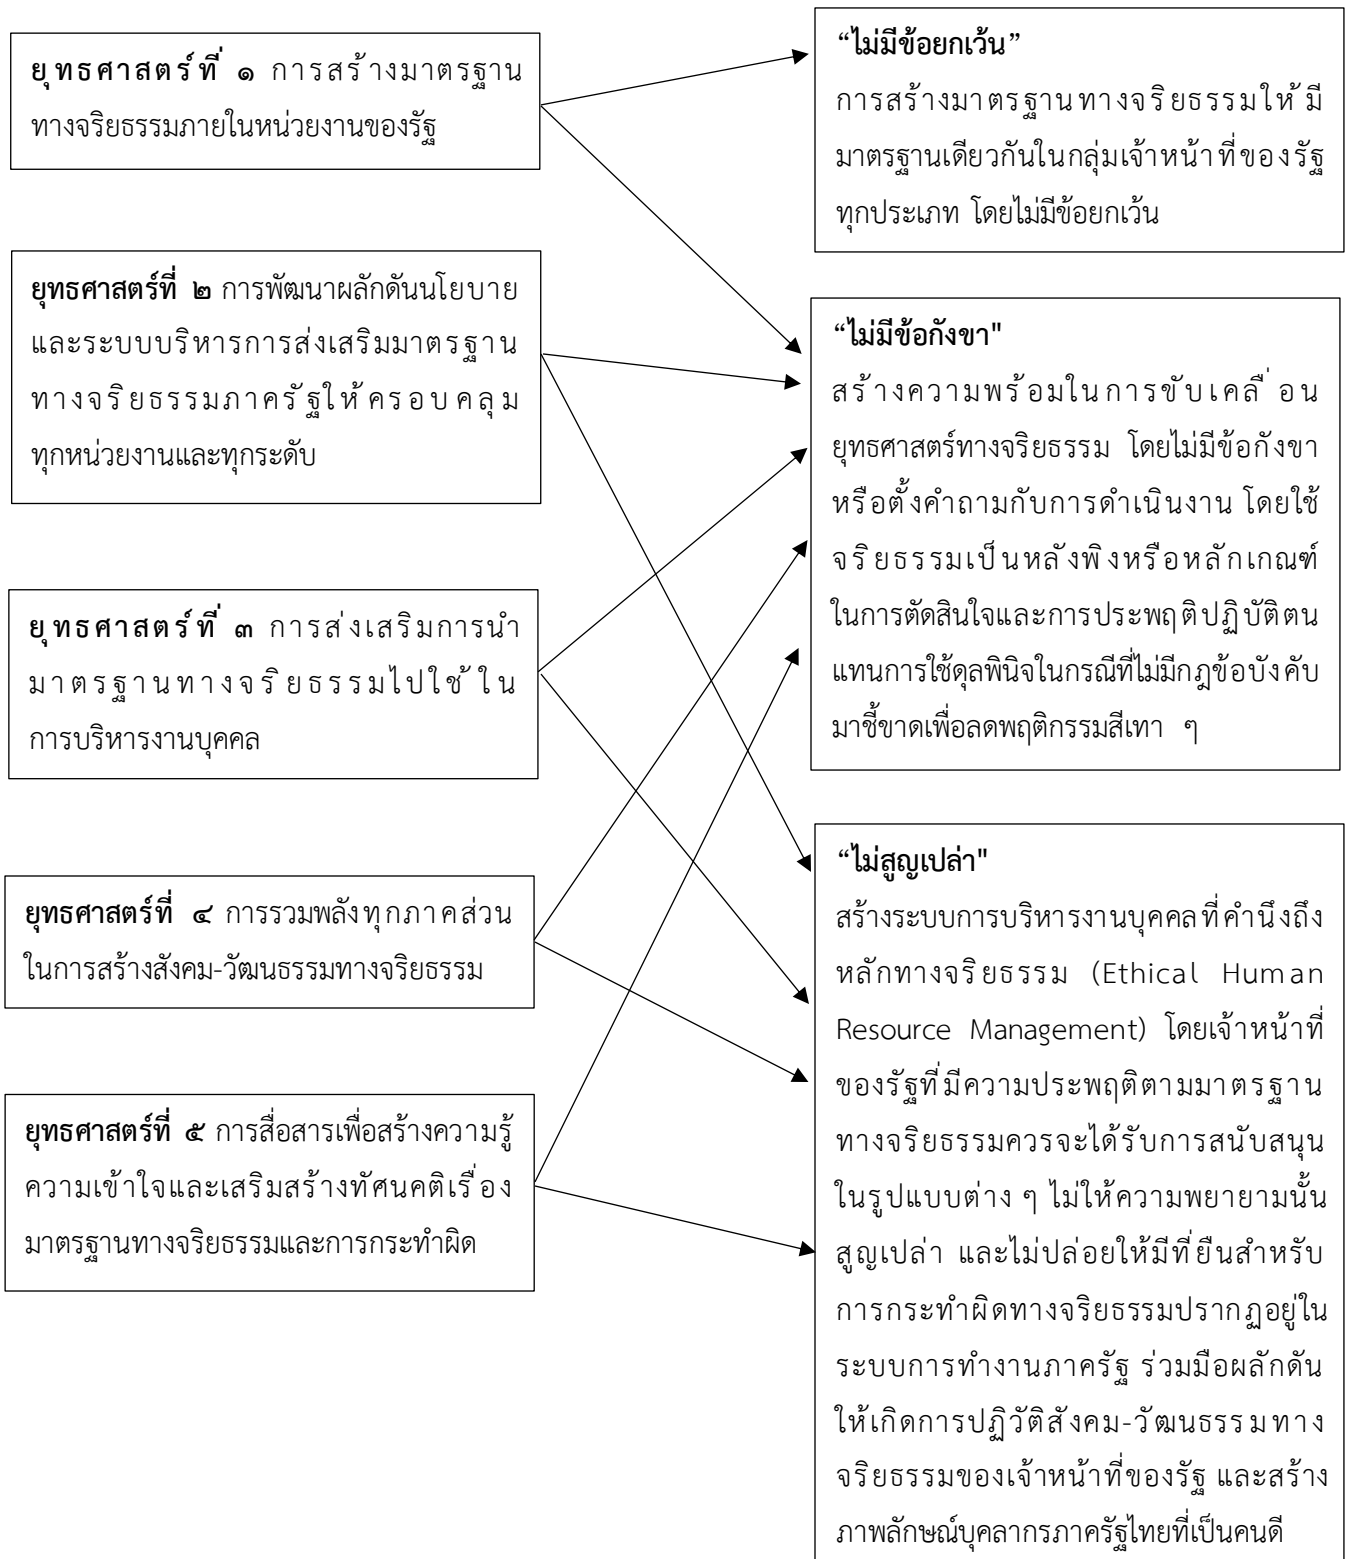 ยุทธศาสตร์ที่ ๑ การสร้างมาตรฐาน
ทางจริยธรรมภายในหน่วยงานของรัฐ
ยุทธศาสตร์ที่ ๒ การพัฒนาผลักดันนโยบาย
และระบบบริหารการส่งเสริมมาตรฐาน
ทางจริยธรรมภาครัฐให้ครอบคลุม
ทุกหน่วยงานและทุกระดับ
ยุทธศาสตร์ที่ ๓ การส่งเสริมการนำ
มาตรฐานทางจริยธรรมไปใช้ใน
การบริหารงานบุคคล
ยุทธศาสตร์ที่ ๔ การรวมพลังทุกภาคส่วน
ในการสร้างสังคม-วัฒนธรรมทางจริยธรรม
ยุทธศาสตร์ที่ ๕ การสื่อสารเพื่อสร้างความรู้
ความเข้าใจและเสริมสร้างทัศนคติเรื่อง
มาตรฐานทางจริยธรรมและการกระทำผิด
“ไม่มีข้อยกเว้น”
การสร้างมาตรฐานทางจริยธรรมให้มี
มาตรฐานเดียวกันในกลุ่มเจ้าหน้าที่ของรัฐ
ทุกประเภท โดยไม่มีข้อยกเว้น
“ไม่มีข้อกังขา"
สร้างความพร้อมในการขับเคลื่อน
ยุทธศาสตร์ทางจริยธรรม โดยไม่มีข้อกังขา
หรือตั้งคำถามกับการดำเนินงาน โดยใช้
จริยธรรมเป็นหลังพิงหรือหลักเกณฑ์
ในการตัดสินใจและการประพฤติปฏิบัติตน
แทนการใช้ดุลพินิจในกรณีที่ไม่มีกฎข้อบังคับ
มาชี้ขาดเพื่อลดพฤติกรรมสีเทา ๆ
“ไม่สูญเปล่า"
สร้างระบบการบริหารงานบุคคลที่คำนึงถึง
หลักทางจริยธรรม (Ethical Human
Resource Management) โดยเจ้าหน้าที่
ของรัฐที่มีความประพฤติตามมาตรฐาน
ทางจริยธรรมควรจะได้รับการสนับสนุน
ในรูปแบบต่าง ๆ ไม่ให้ความพยายามนั้น
สูญเปล่า และไม่ปล่อยให้มีที่ยืนสำหรับ
การกระทำผิดทางจริยธรรมปรากฏอยู่ใน
ระบบการทำงานภาครัฐ ร่วมมือผลักดัน
ให้เกิดการปฏิวัติสังคม-วัฒนธรรมทาง
จริยธรรมของเจ้าหน้าที่ของรัฐ และสร้าง
ภาพลักษณ์บุคลากรภาครัฐไทยที่เป็นคนดี